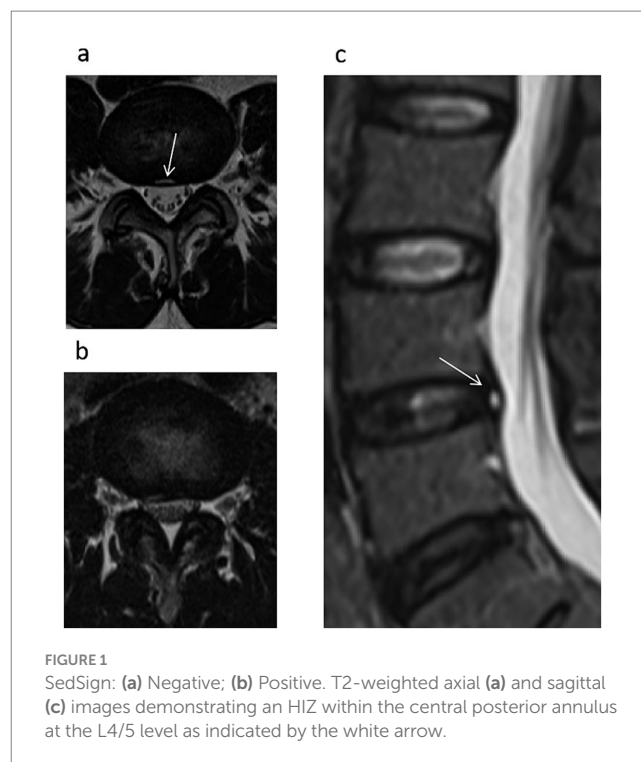 a
c
b
FIGURE 1
SedSign: (a) Negative; (b) Positive. T2-weighted axial (a) and sagittal
(c) images demonstrating an HIZ within the central posterior annulus
at the L4/5 level as indicated by the white arrow.